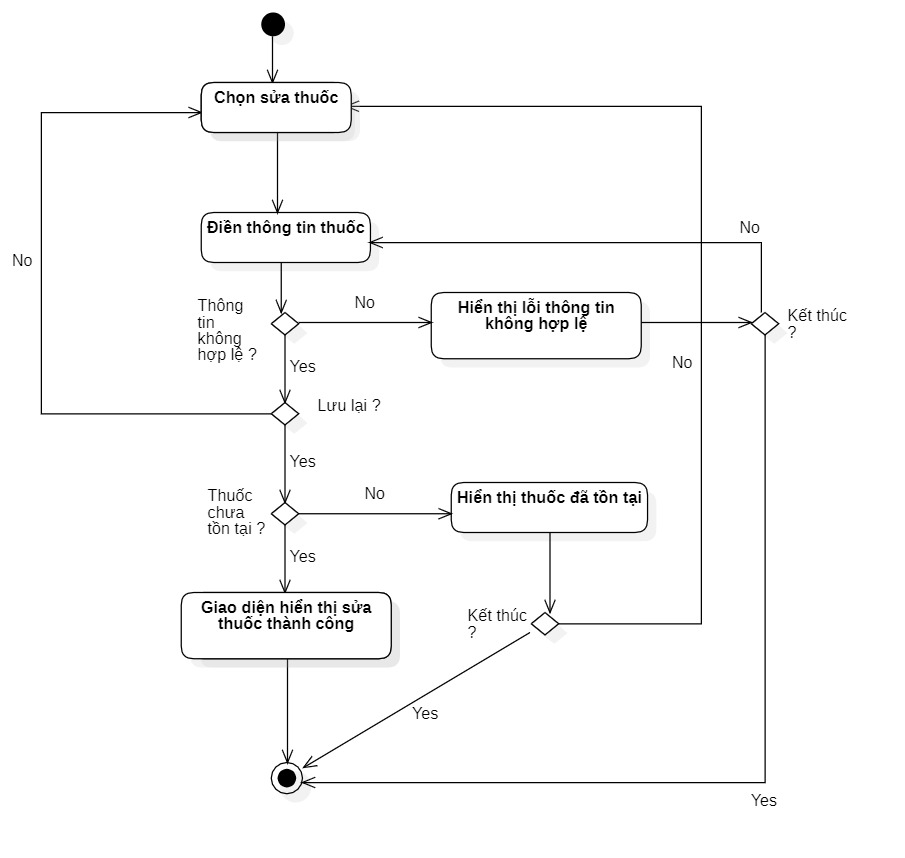 Chọn sửa thuốc
Điền thông tin thuốc
No
No
Thông
tin
không
hợp lệ ?
No
Hiển thị lỗi thông tin
không hợp lệ
Kết thúc
?
No
Yes
Lưu lại ?
Yes
Thuốc
chưa
tồn tại ?
No
Hiển thị thuốc đã tồn tại
Yes
Giao diện hiển thị sửa
thuốc thành công
Kết thúc
?
Yes
Yes